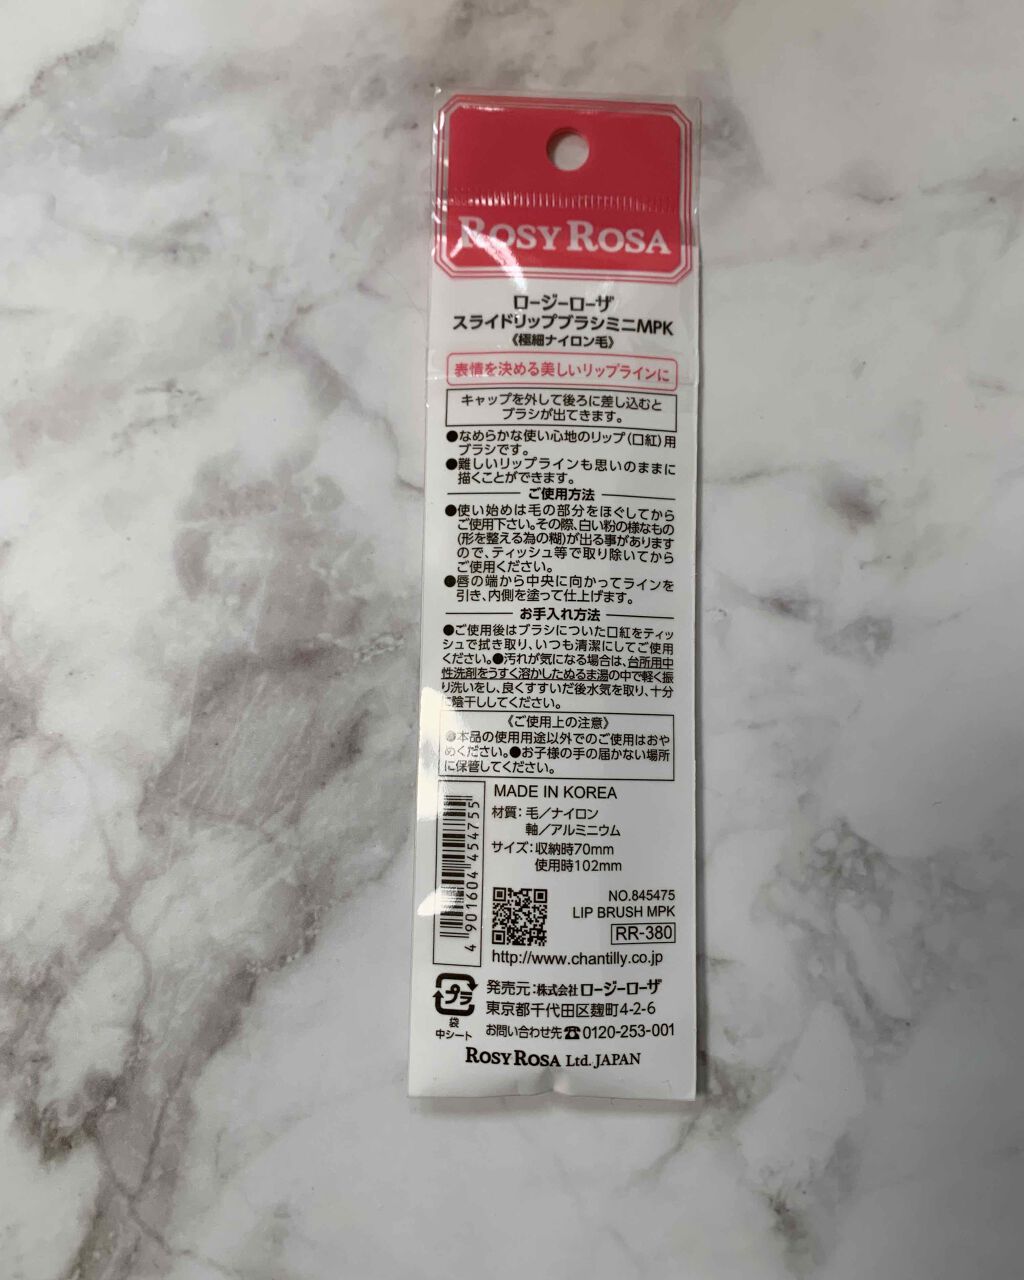 ROSY ROSA
ロージーローザ
スライドリップブラシミニMPK
《極細ナイロン毛》
表情を決める美しいリップラインに
キャップを外して後ろに差し込むと
ブラシが出てきます。
●なめらかな使い心地のリップ(口紅)用
ブラシです。
●難しいリップラインも思いのままに
描くことができます。
ご使用方法
●使い始めは毛の部分をほぐしてから
ご使用下さい。その際、白い粉の様なもの
(形を整える為の糊)が出る事があります
ので、ティッシュ等で取り除いてから
ご使用ください。
●唇の端から中央に向かってラインを
引き、内側を塗って仕上げます。
お手入れ方法
●ご使用後はブラシについた口紅をティッ
シュで拭き取り、いつも清潔にしてご使用
ください。●汚れが気になる場合は、台所用中
性洗剤をうすく溶かしたぬるま湯の中で軽く振
り洗いをし、良くすすいだ後水気を取り、十分
に陰干ししてください。
《ご使用上の注意》
●本品の使用用途以外でのご使用はおや
めください。●お子様の手の届かない場所
に保管してください。
MADE IN KOREA
材質：毛／ナイロン
軸／アルミニウム
サイズ：収納時70mm
使用時102mm
4 901604 454755
NO.845475
LIP BRUSH MPK
RR-380
http://www.chantilly.co.jp
プラ
袋
中シート
発売元：株式会社ロージーローザ
東京都千代田区麹町4-2-6
お問い合わせ先☎0120-253-001
ROSY ROSA Ltd. JAPAN